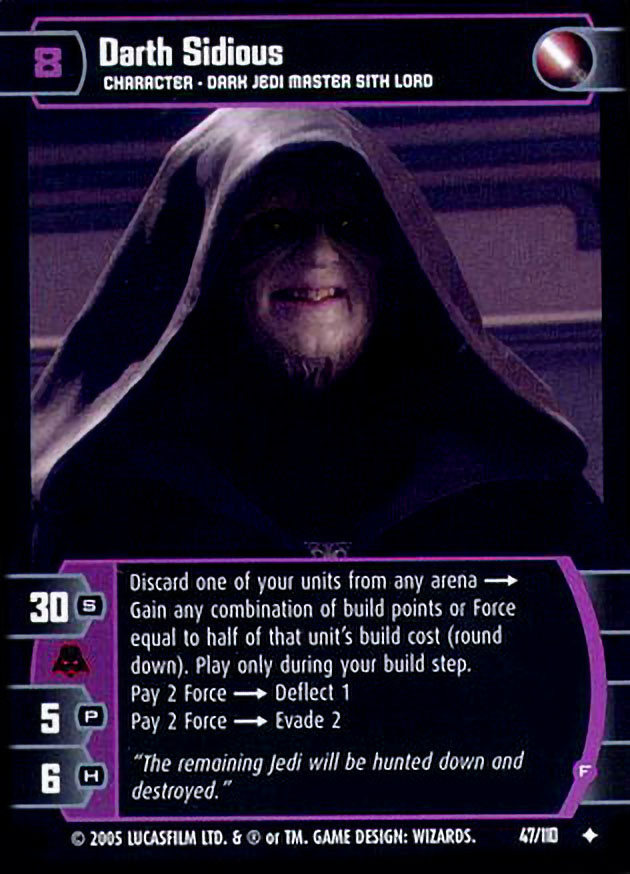 8
Darth Sidious
CHARACTER - DARK JEDI MASTER SITH LORD
30 S
5 P
6 H
Discard one of your units from any arena →
Gain any combination of build points or Force
equal to half of that unit's build cost (round
down). Play only during your build step.
Pay 2 Force → Deflect 1
Pay 2 Force → Evade 2
"The remaining Jedi will be hunted down and
destroyed."
F
© 2005 LUCASFILM LTD. & ® or TM. GAME DESIGN: WIZARDS.
47/110